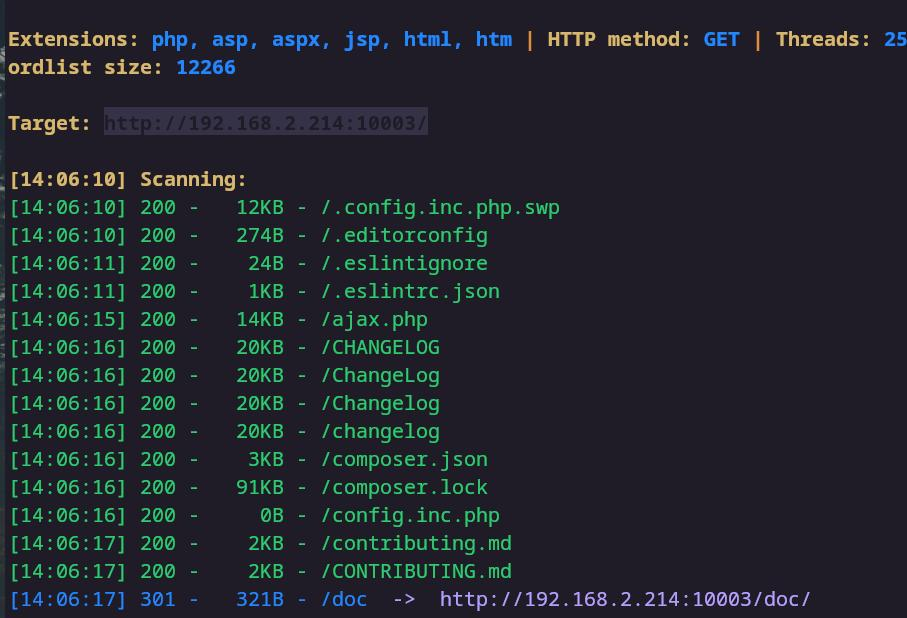 Extensions: php, asp, aspx, jsp, html, htm | HTTP method: GET | Threads: 25
ordlist size: 12266
Target: http://192.168.2.214:10003/
[14:06:10] Scanning:
[14:06:10] 200 -   12KB - /.config.inc.php.swp
[14:06:10] 200 -   274B - /.editorconfig
[14:06:11] 200 -    24B - /.eslintignore
[14:06:11] 200 -    1KB - /.eslintrc.json
[14:06:15] 200 -   14KB - /ajax.php
[14:06:16] 200 -   20KB - /CHANGELOG
[14:06:16] 200 -   20KB - /ChangeLog
[14:06:16] 200 -   20KB - /Changelog
[14:06:16] 200 -   20KB - /changelog
[14:06:16] 200 -    3KB - /composer.json
[14:06:16] 200 -   91KB - /composer.lock
[14:06:16] 200 -     0B - /config.inc.php
[14:06:17] 200 -    2KB - /contributing.md
[14:06:17] 200 -    2KB - /CONTRIBUTING.md
[14:06:17] 301 -   321B - /doc  ->  http://192.168.2.214:10003/doc/